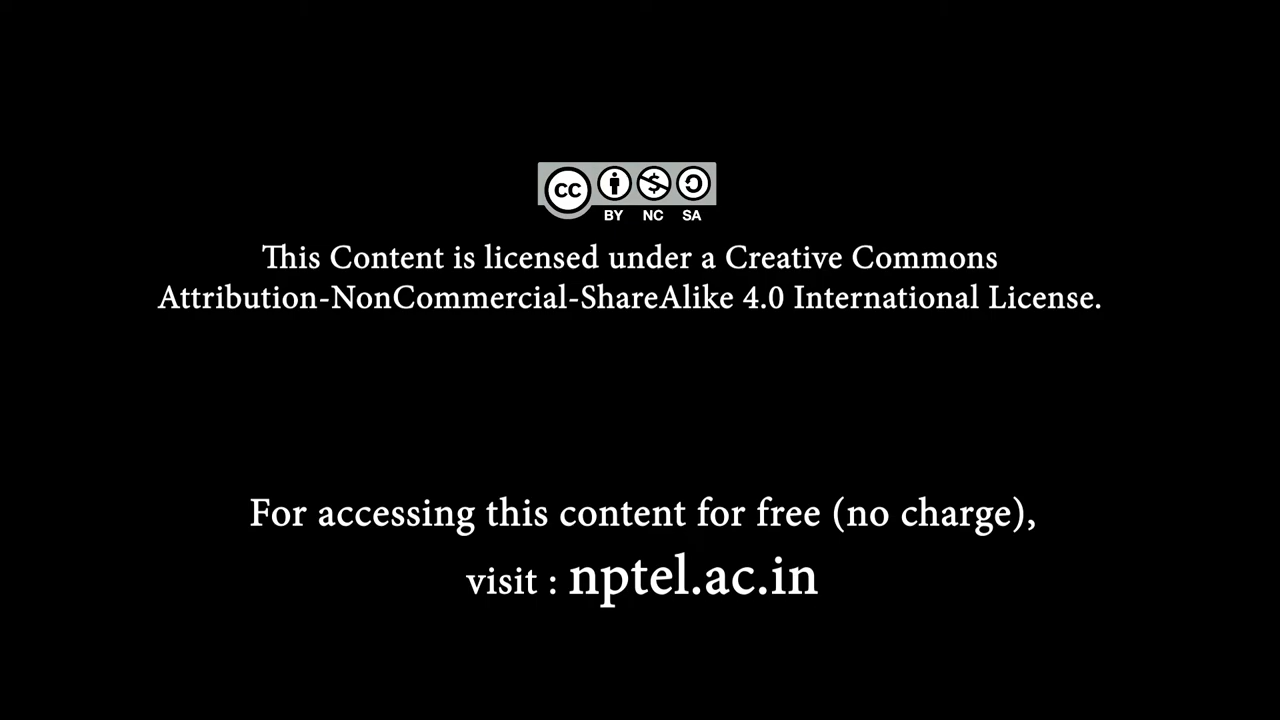 cc
BY NC SA
This Content is licensed under a Creative Commons
Attribution-NonCommercial-ShareAlike 4.0 International License.
For accessing this content for free (no charge),
visit : nptel.ac.in